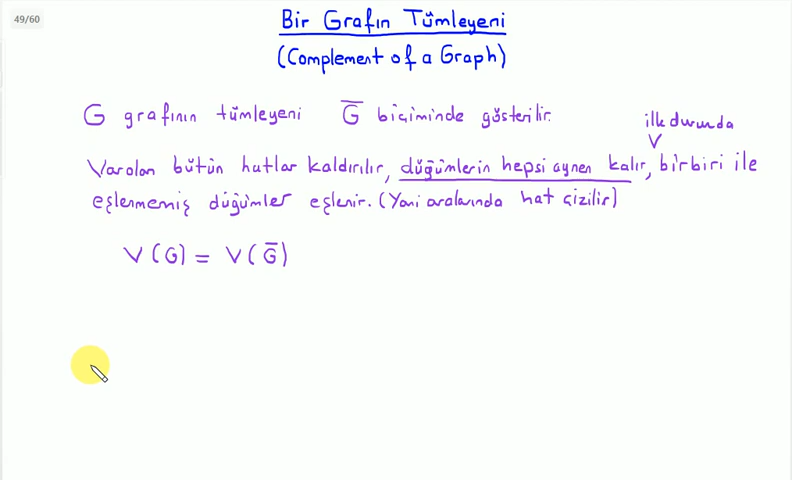 49/60
Bir Grafın Tümleyeni
(Complement of a Graph)
G grafının tümleyeni G̅ biçiminde gösterilir.
ilk durumda
Varolan bütün hatlar kaldırılır, düğümlerin hepsi aynen kalır, birbiri ile
eşlenmemiş düğümler eşlenir. (Yani aralarında hat çizilir)
V(G) = V(G̅)